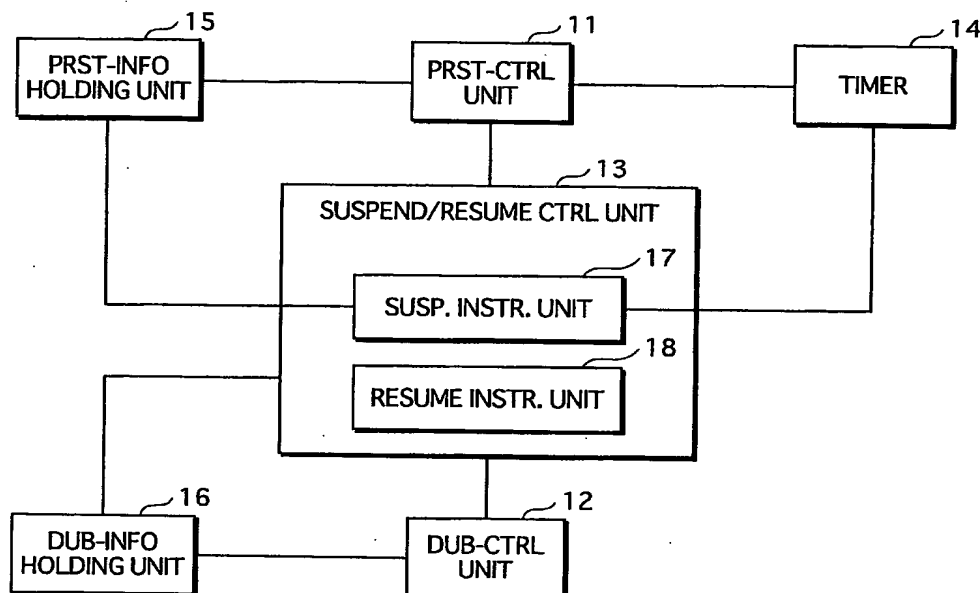 15
PRST-INFO
HOLDING UNIT
11
PRST-CTRL
UNIT
14
TIMER
13
SUSPEND/RESUME CTRL UNIT
17
SUSP. INSTR. UNIT
18
RESUME INSTR. UNIT
16
DUB-INFO
HOLDING UNIT
12
DUB-CTRL
UNIT